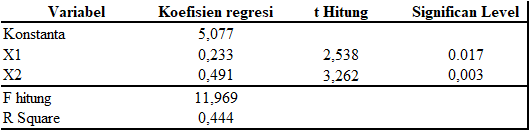 Variabel Koefisien regresi t Hitung Significan Level
Konstanta 5,077
X1 0,233 2,538 0.017
X2 0,491 3,262 0,003
F hitung 11,969
R Square 0,444